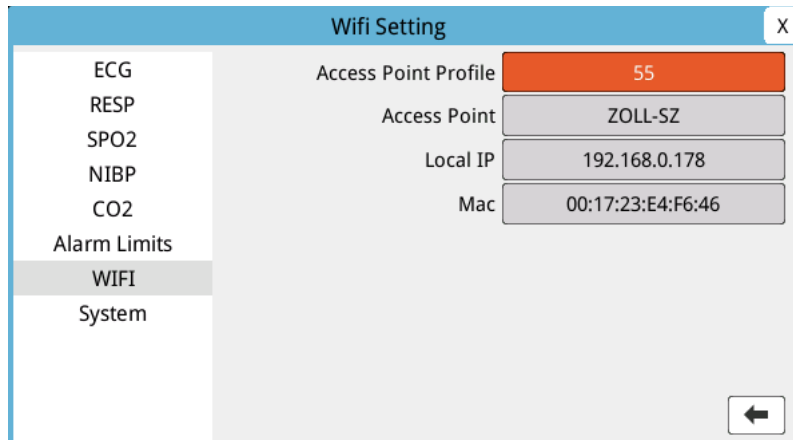 Wifi Setting
X
ECG
RESP
SPO2
NIBP
CO2
Alarm Limits
WIFI
System
Access Point Profile 55
Access Point ZOLL-SZ
Local IP 192.168.0.178
Mac 00:17:23:E4:F6:46